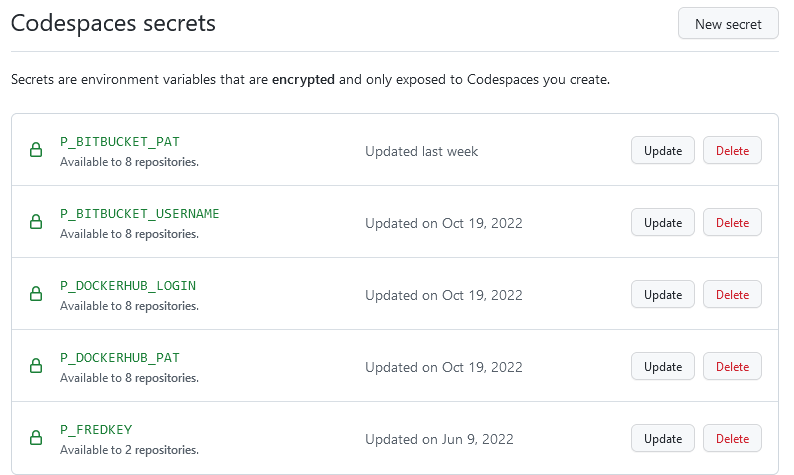 Codespaces secrets
New secret
Secrets are environment variables that are encrypted and only exposed to Codespaces you create.
P_BITBUCKET_PAT
Available to 8 repositories.
Updated last week
Update
Delete
P_BITBUCKET_USERNAME
Available to 8 repositories.
Updated on Oct 19, 2022
Update
Delete
P_DOCKERHUB_LOGIN
Available to 8 repositories.
Updated on Oct 19, 2022
Update
Delete
P_DOCKERHUB_PAT
Available to 8 repositories.
Updated on Oct 19, 2022
Update
Delete
P_FREDKEY
Available to 2 repositories.
Updated on Jun 9, 2022
Update
Delete